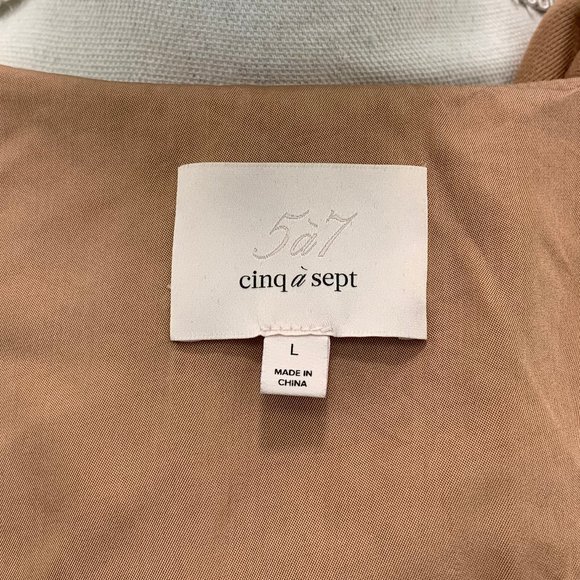 5à7
cinq à sept
L
MADE IN
CHINA